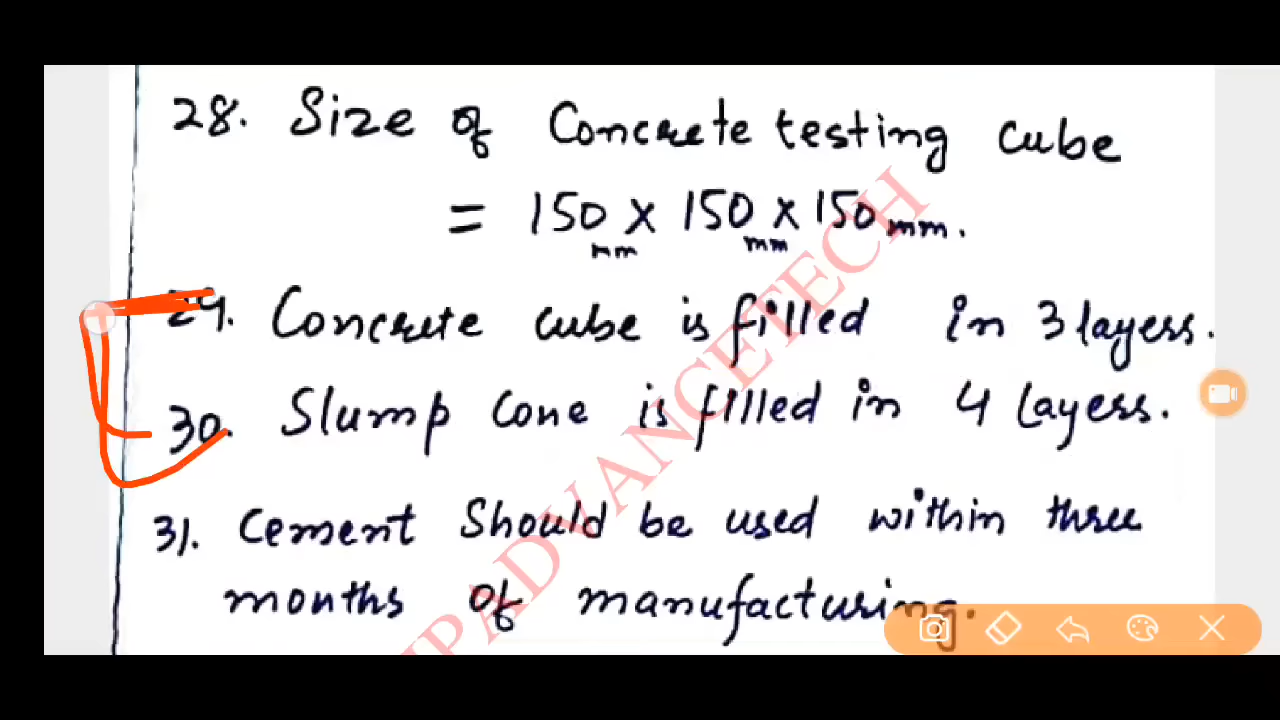 28. Size of Concrete testing cube
= 150 mm X 150 mm X 150 mm.
29. Concrete cube is filled in 3 layers.
30. Slump cone is filled in 4 layers.
31. Cement should be used within three
months of manufacturing.
IPADVANCETECH